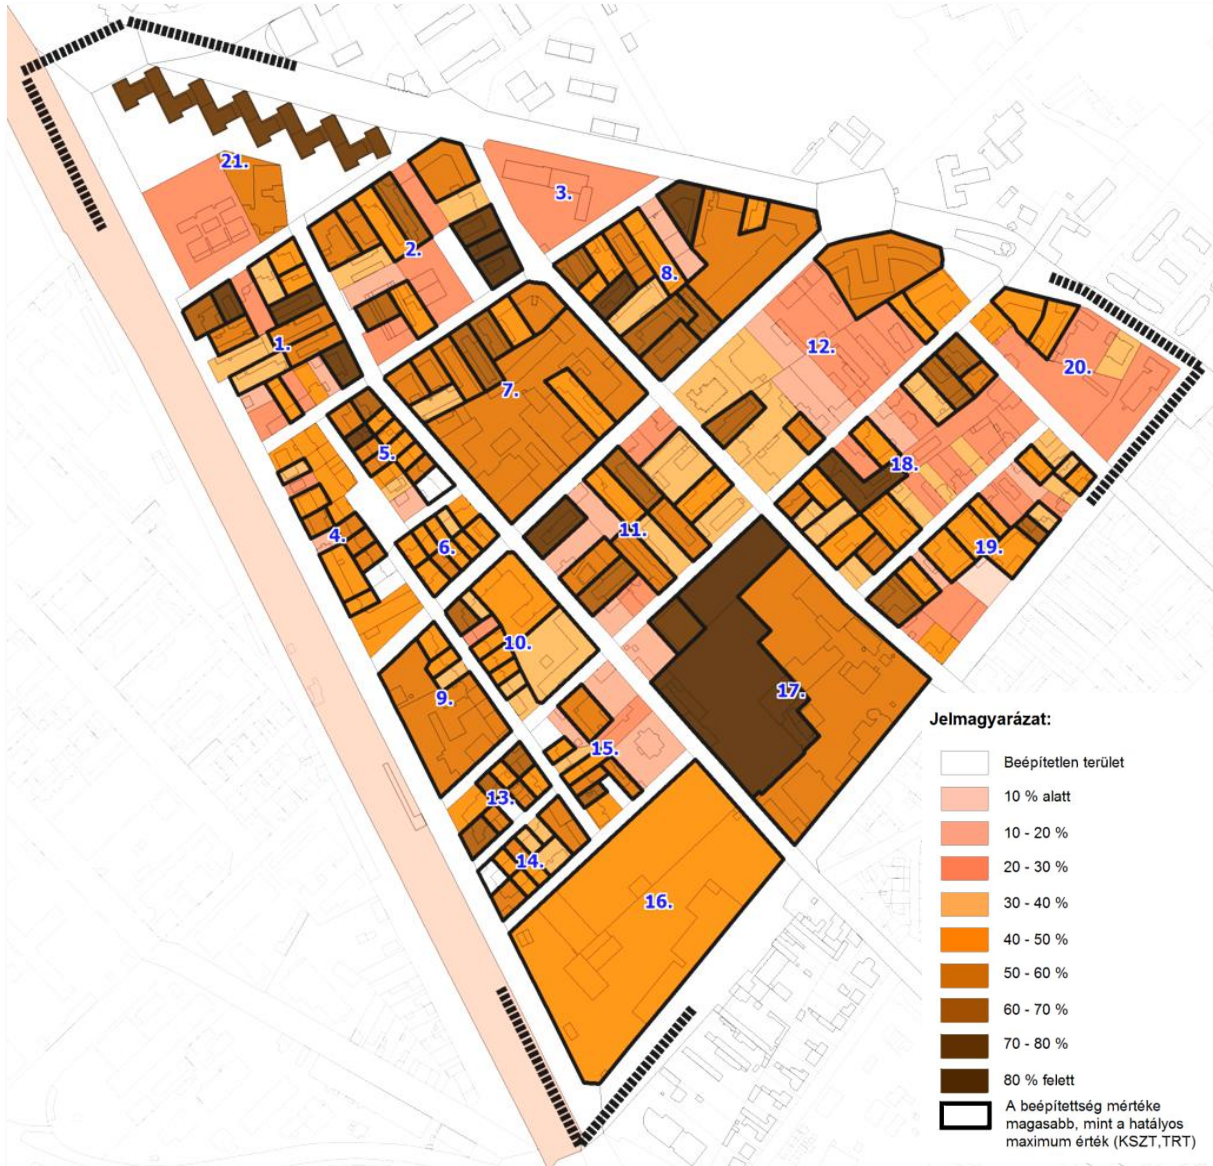 21.
2.
3.
8.
1.
12.
20.
7.
5.
18.
4.
11.
6.
19.
10.
9.
17.
15.
13.
14.
16.
Jelmagyarázat:
Beépítetlen terület
10 % alatt
10 - 20 %
20 - 30 %
30 - 40 %
40 - 50 %
50 - 60 %
60 - 70 %
70 - 80 %
80 % felett
A beépítettség mértéke
magasabb, mint a hatályos
maximum érték (KSZT,TRT)